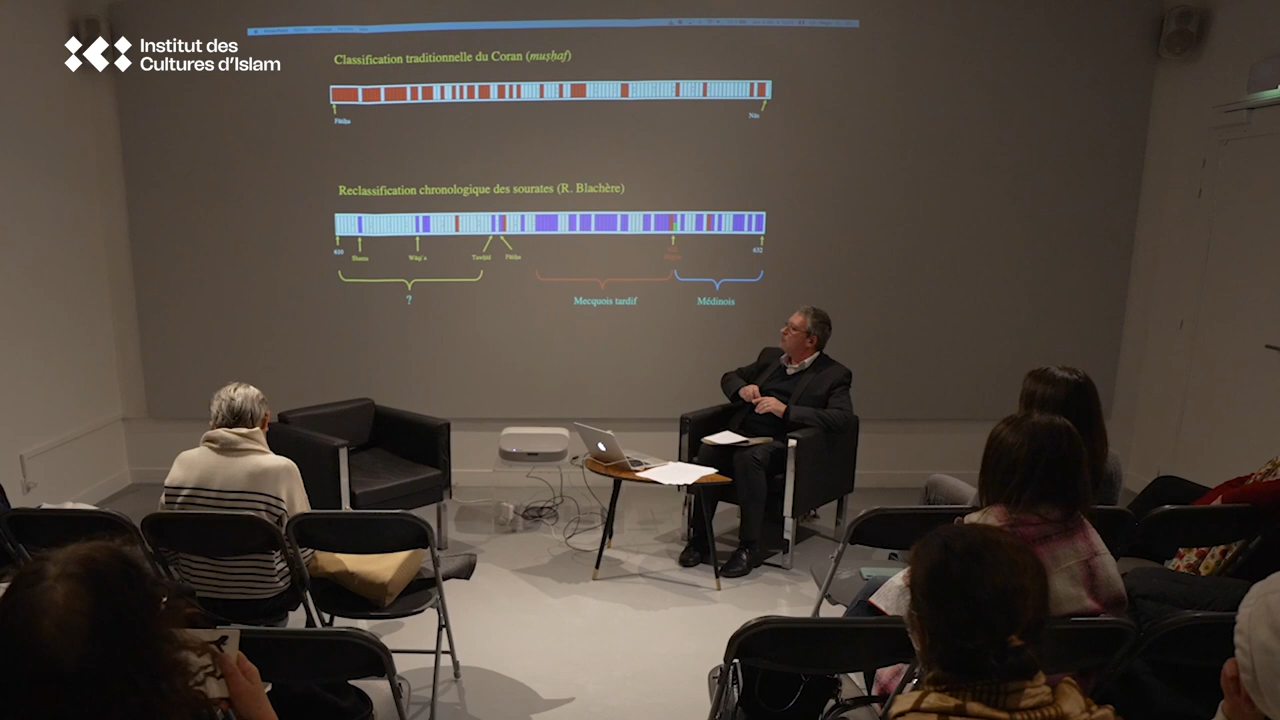 Institut des
Cultures d'Islam
Classification traditionnelle du Coran (muṣḥaf)
Fātiḥa
Nās
Reclassification chronologique des sourates (R. Blachère)
610
Shams
Wāqi'a
Tawḥīd
Fātiḥa
632
?
Mecquois tardif
Médinois